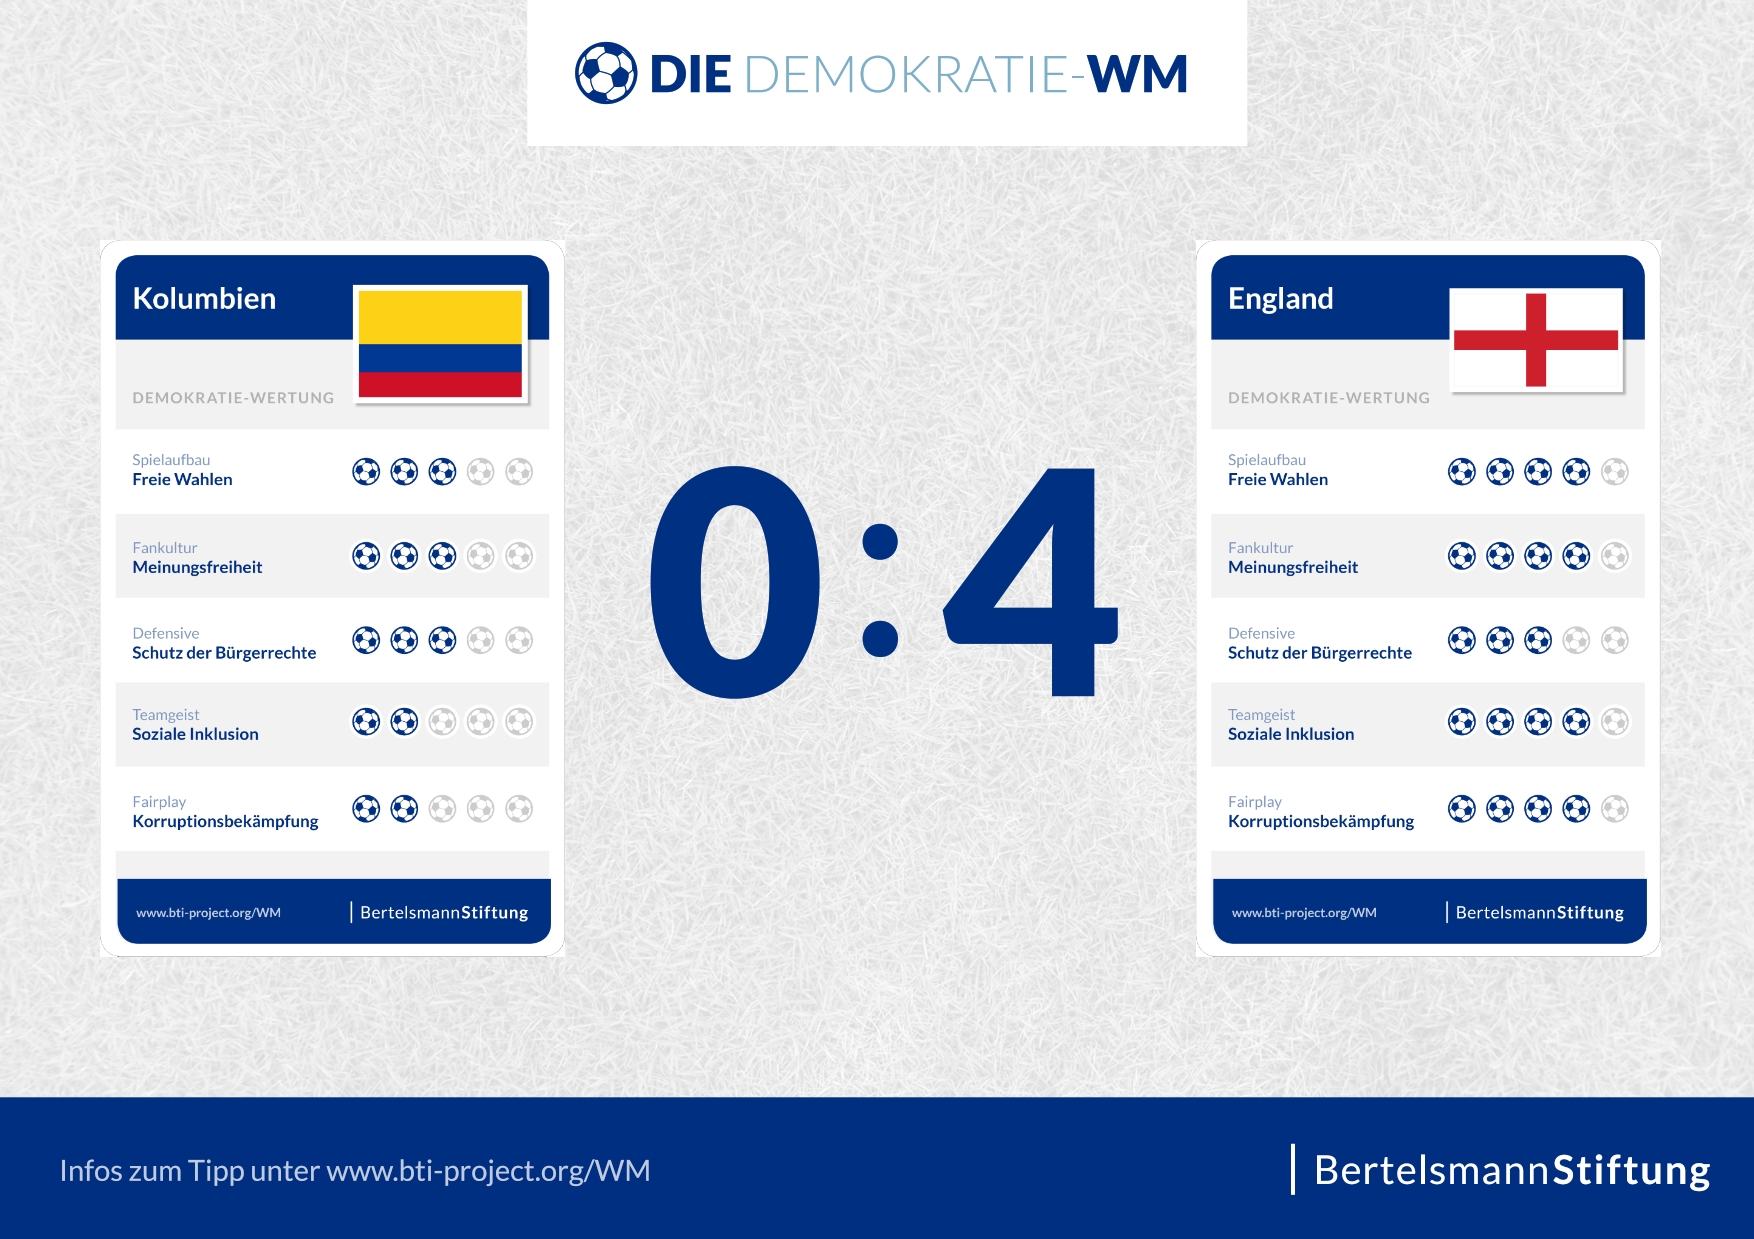 DIE DEMOKRATIE-WM
Kolumbien
DEMOKRATIE-WERTUNG
Spielaufbau
Freie Wahlen
Fankultur
Meinungsfreiheit
Defensive
Schutz der Bürgerrechte
Teamgeist
Soziale Inklusion
Fairplay
Korruptionsbekämpfung
www.bti-project.org/WM
BertelsmannStiftung
0:4
England
DEMOKRATIE-WERTUNG
Spielaufbau
Freie Wahlen
Fankultur
Meinungsfreiheit
Defensive
Schutz der Bürgerrechte
Teamgeist
Soziale Inklusion
Fairplay
Korruptionsbekämpfung
www.bti-project.org/WM
BertelsmannStiftung
Infos zum Tipp unter www.bti-project.org/WM
BertelsmannStiftung